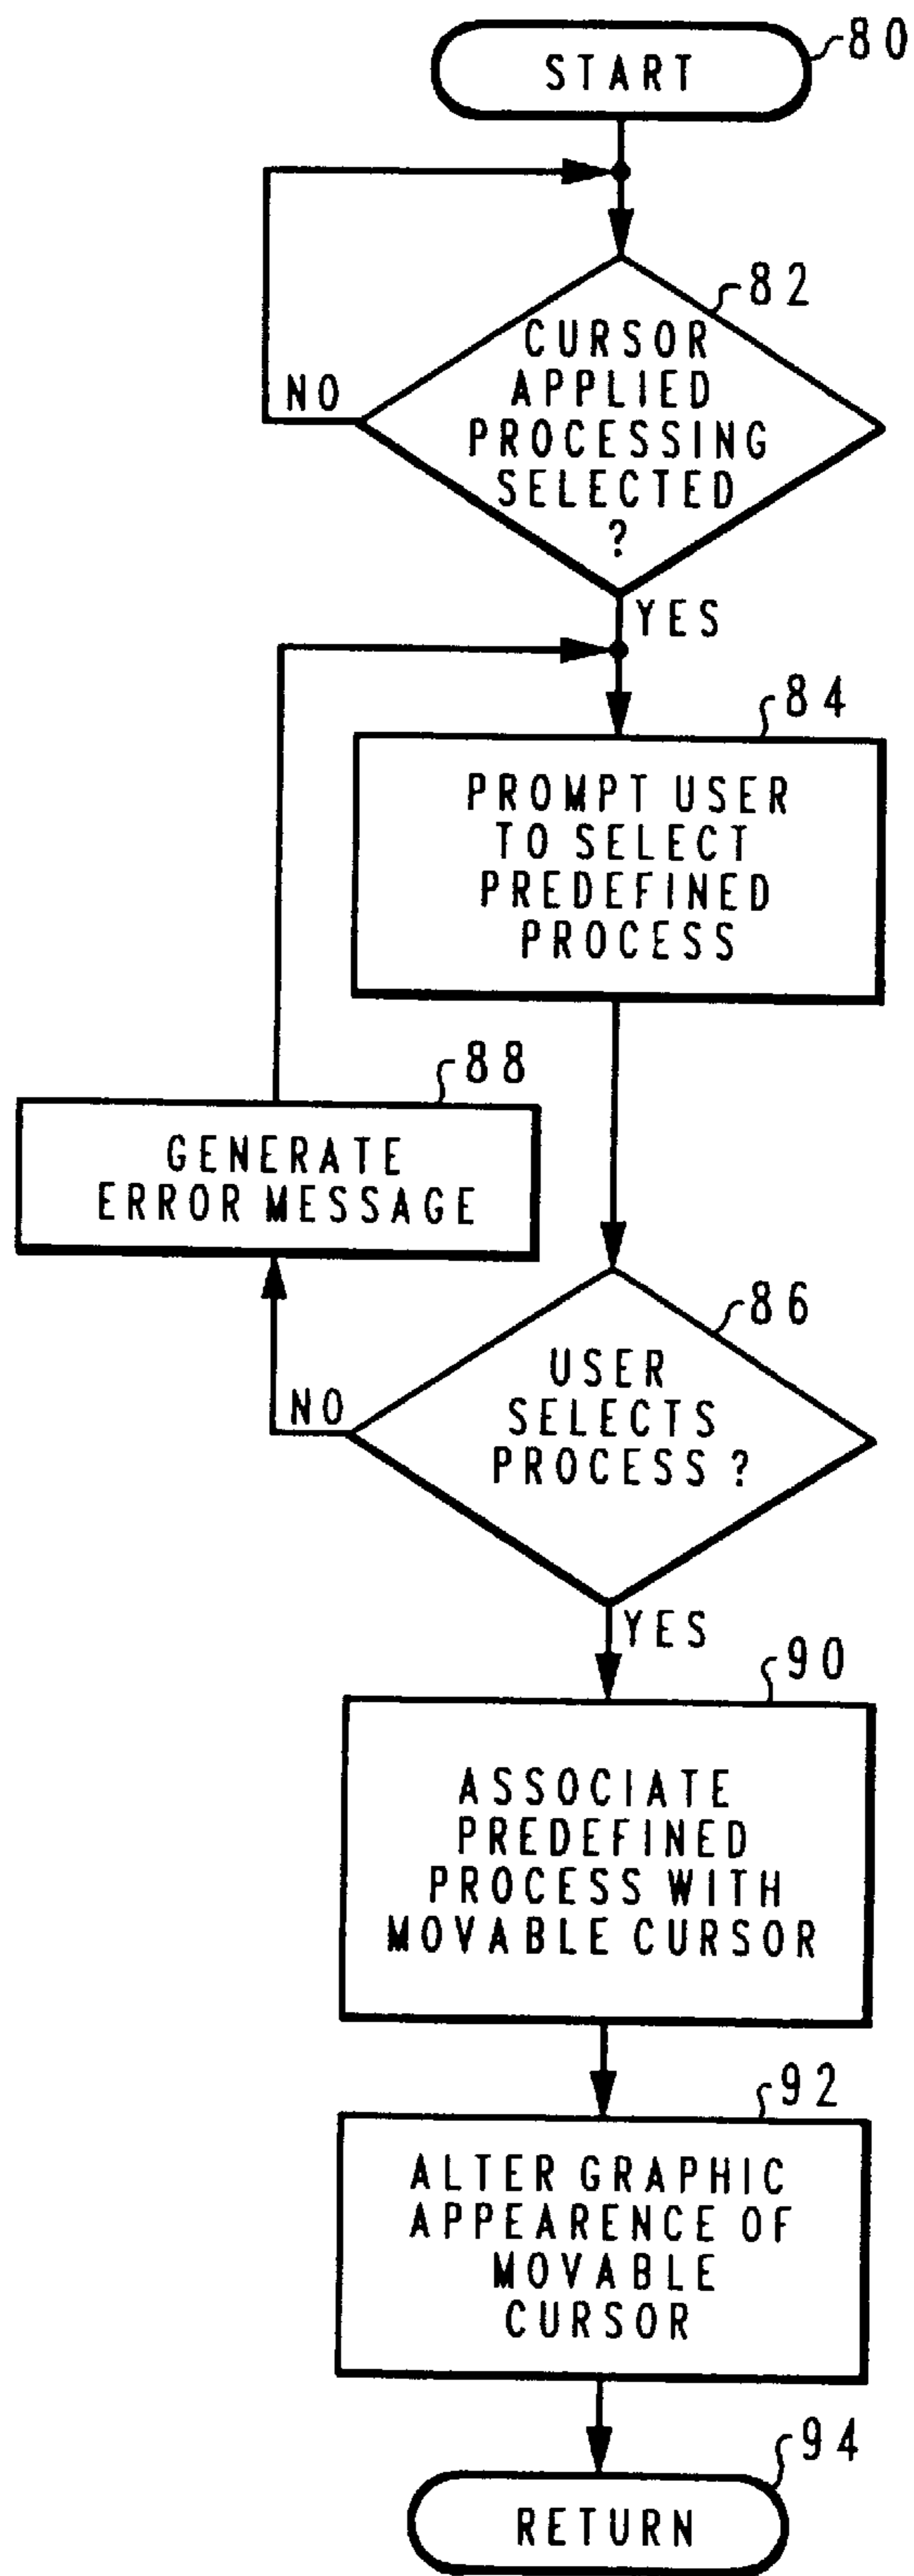 START
80
82
CURSOR
APPLIED
PROCESSING
SELECTED
?
NO
YES
84
PROMPT USER
TO SELECT
PREDEFINED
PROCESS
88
GENERATE
ERROR MESSAGE
86
USER
SELECTS
PROCESS ?
NO
YES
90
ASSOCIATE
PREDEFINED
PROCESS WITH
MOVABLE CURSOR
92
ALTER GRAPHIC
APPEARENCE OF
MOVABLE
CURSOR
94
RETURN